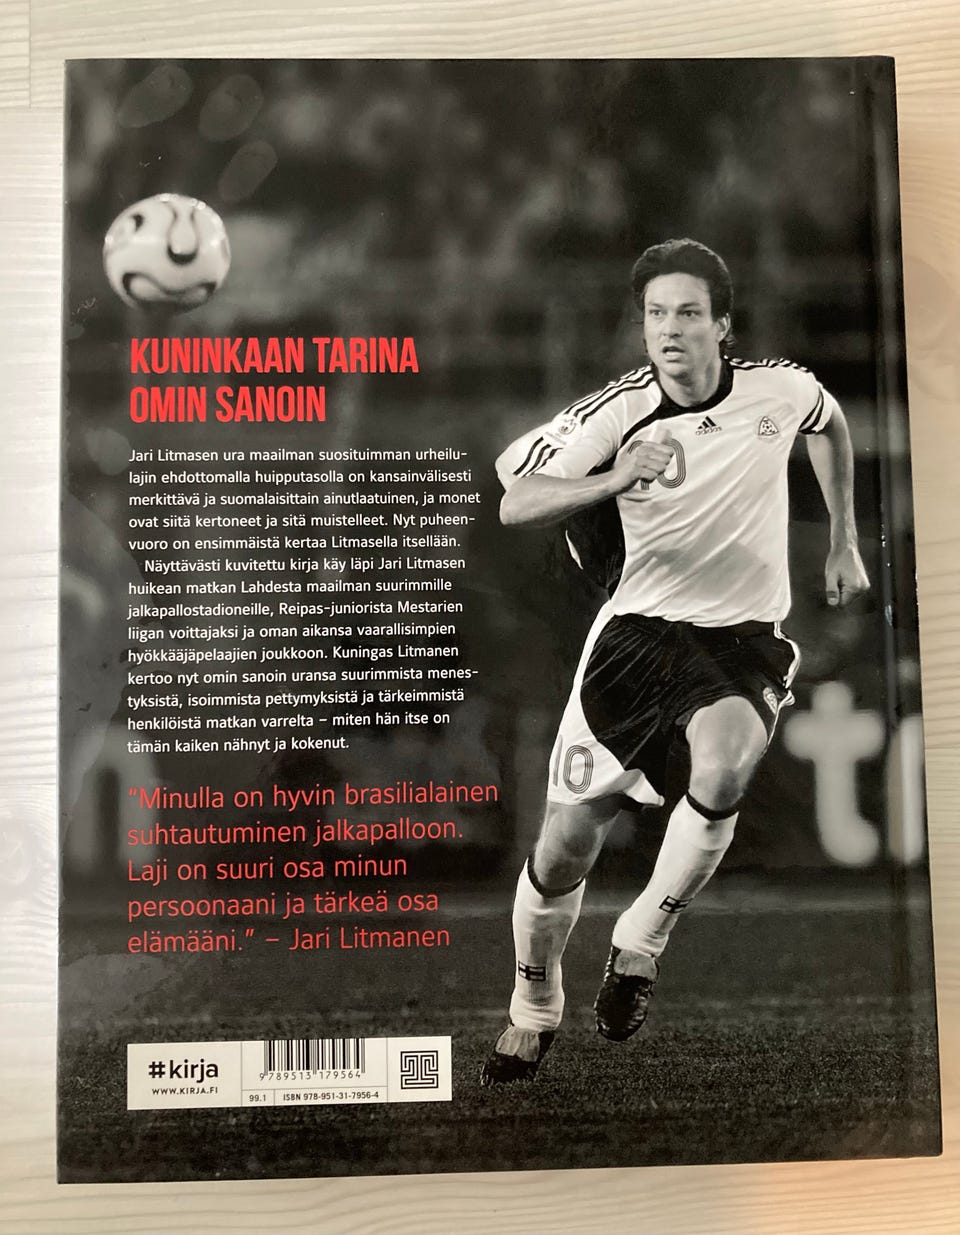 KUNINKAAN TARINA
OMIN SANOIN
Jari Litmasen ura maailman suosituimman urheilu-
lajin ehdottomalla huipputasolla on kansainvälisesti
merkittävä ja suomalaisittain ainutlaatuinen, ja monet
ovat siitä kertoneet ja sitä muistelleet. Nyt puheen-
vuoro on ensimmäistä kertaa Litmasella itsellään.
Näyttävästi kuvitettu kirja käy läpi Jari Litmasen
huikean matkan Lahdesta maailman suurimmille
jalkapallostadioneille, Reipas-juniorista Mestarien
liigan voittajaksi ja oman aikansa vaarallisimpien
hyökkääjäpelaajien joukkoon. Kuningas Litmanen
kertoo nyt omin sanoin uransa suurimmista menes-
tyksistä, isoimmista pettymyksistä ja tärkeimmistä
henkilöistä matkan varrelta – miten hän itse on
tämän kaiken nähnyt ja kokenut.
"Minulla on hyvin brasilialainen
suhtautuminen jalkapalloon.
Laji on suuri osa minun
persoonaani ja tärkeä osa
elämääni." – Jari Litmanen
adidas
10
10
#kirja
WWW.KIRJA.FI
9 789513 179564
99.1
ISBN 978-951-31-7956-4